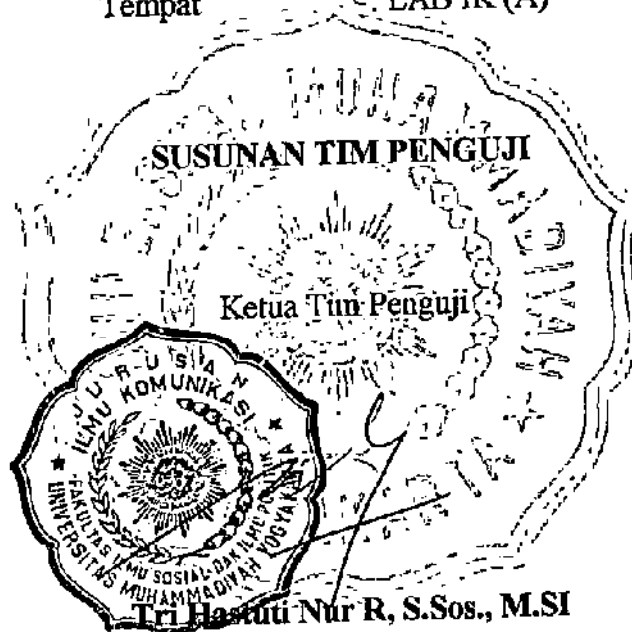 Tempat : LAB IK (A)
SUSUNAN TIM PENGUJI
Ketua Tim Penguji
JURUSAN
ILMU KOMUNIKASI
FAKULTAS ILMU SOSIAL DAN ILMU POLITIK
UNIVERSITAS MUHAMMADIYAH YOGYAKARTA
Tri Hastuti Nur R, S.Sos., M.SI